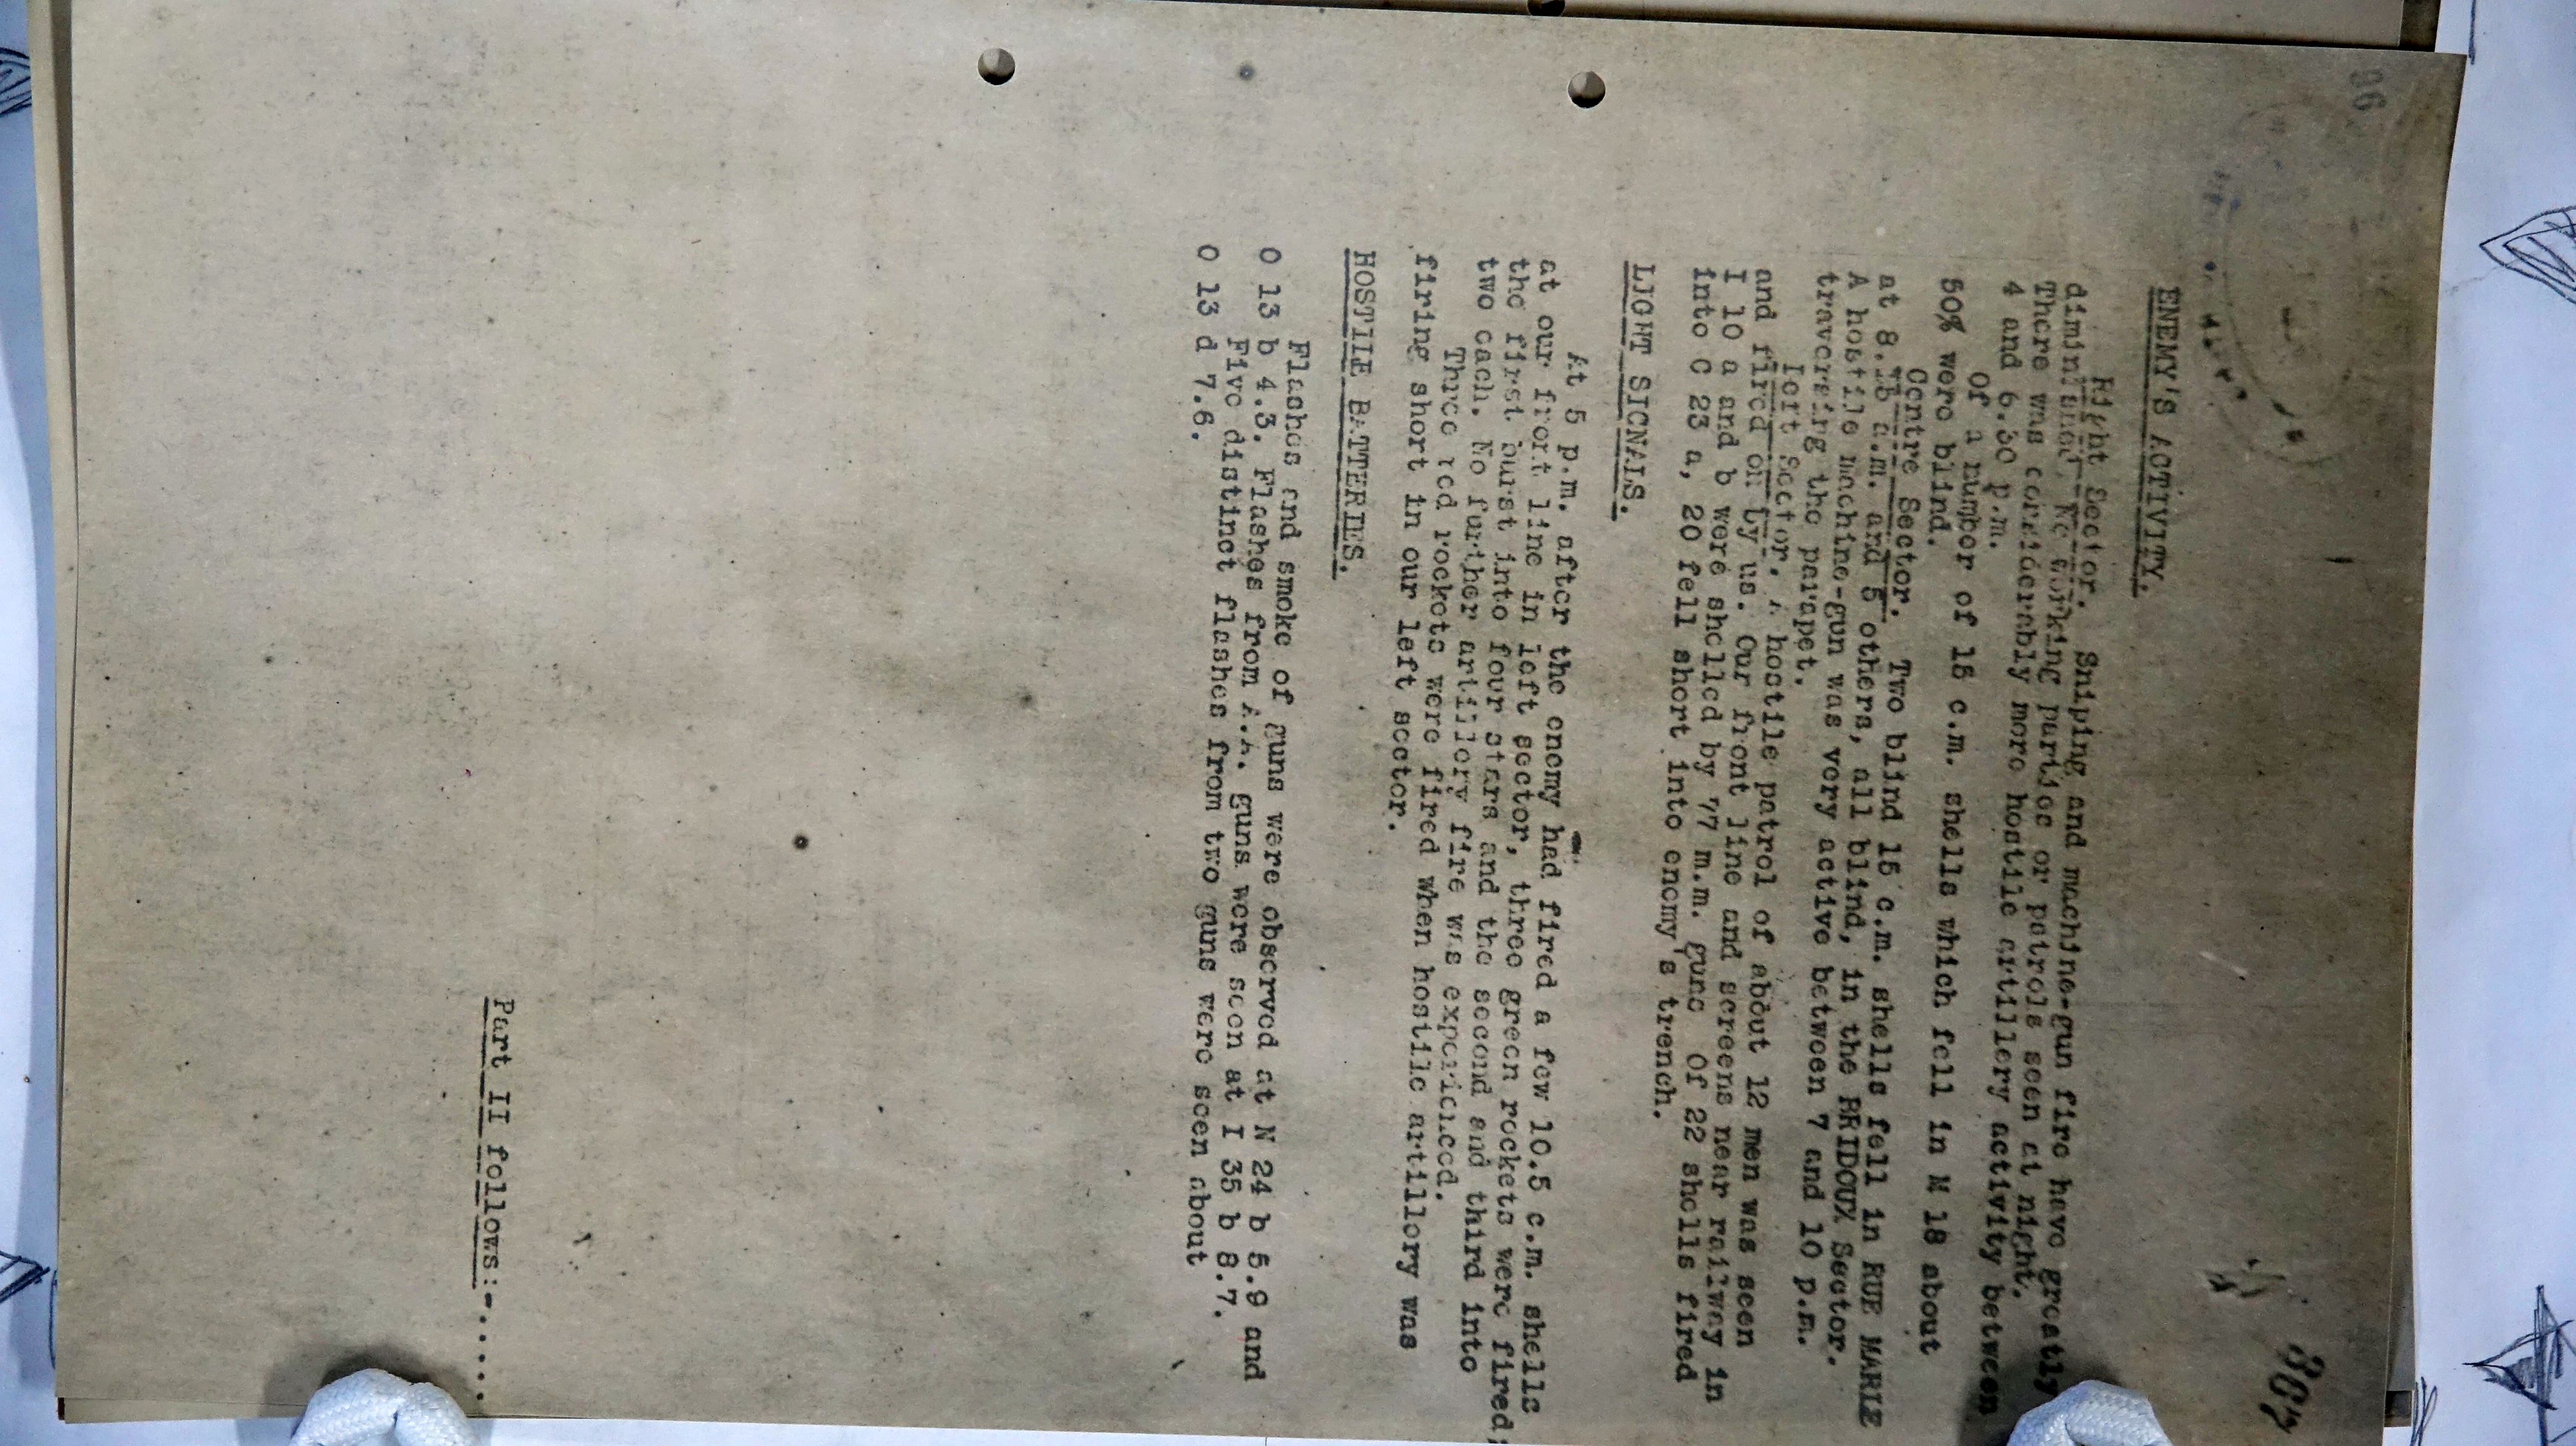 96
307
ENEMY'S ACTIVITY.
Right Sector. Sniping and machine-gun fire have greatly
diminished. No working parties or patrols seen at night.
There was considerably more hostile artillery activity between
4 and 6.30 p.m.
Of a number of 15 c.m. shells which fell in M 18 about
50% were blind.
Centre Sector. Two blind 15 c.m. shells fell in RUE MARLE
at 8.15 a.m. and 5 others, all blind, in the BRIDOUX Sector.
A hostile machine-gun was very active between 7 and 10 p.m.
traversing the parapet.
Left Sector. A hostile patrol of about 12 men was seen
and fired on by us. Our front line and screens near railway in
I 10 a and b were shelled by 77 m.m. guns Of 22 shells fired
into C 23 a, 20 fell short into enemy's trench.
LIGHT SIGNALS.
At 5 p.m. after the enemy had fired a few 10.5 c.m. shells
at our front line in left sector, three green rockets were fired;
the first burst into four stars and the second and third into
two each. No further artillery fire was experienced.
Three red rockets were fired when hostile artillery was
firing short in our left sector.
HOSTILE BATTERIES.
Flashes and smoke of guns were observed at N 24 b 5.9 and
O 13 b 4.3. Flashes from A.A. guns were seen at I 35 b 8.7.
Five distinct flashes from two guns were seen about
O 13 d 7.6.
Part II follows:-.....